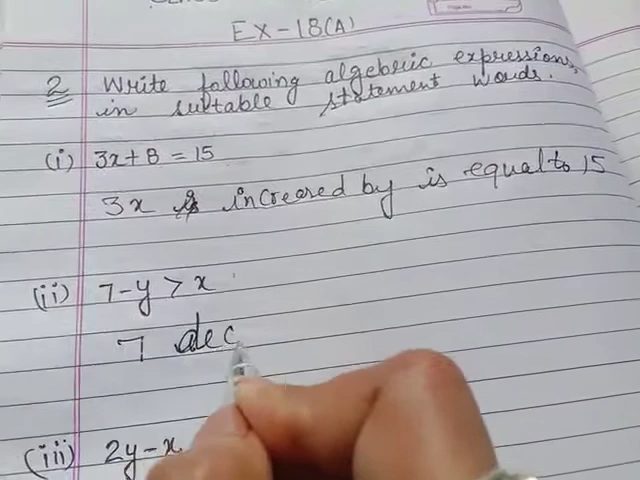 EX-18(A)
2 Write following algebric expressions,
in suitable statement words.
(i) 3x+8 = 15
3x is increased by is equal to 15
(ii) 7-y > x
7 dec
(iii) 2y-x